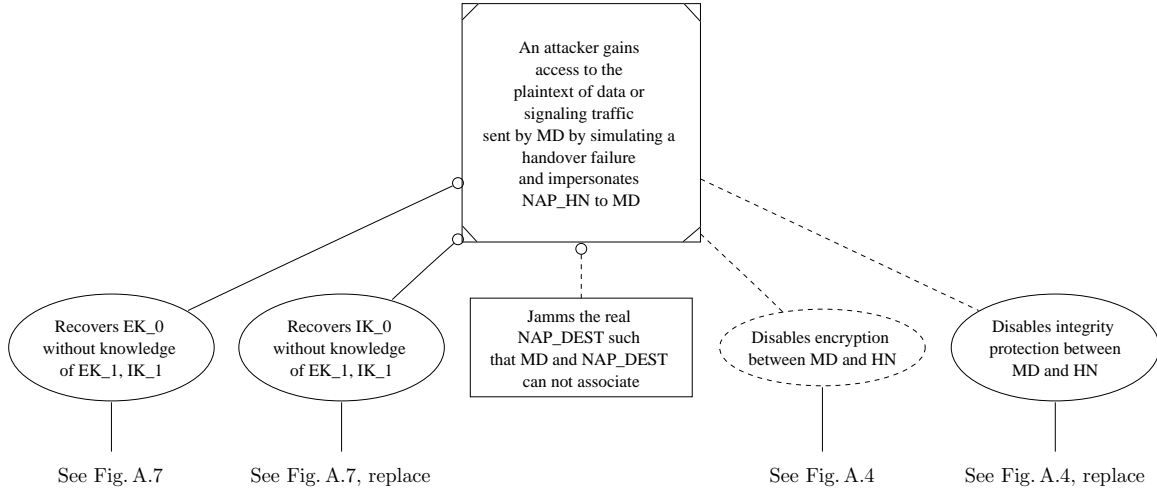 An attacker gains
access to the
plaintext of data or
signaling traffic
sent by MD by simulating a
handover failure
and impersonates
NAP_HN to MD
Recovers EK_0
without knowledge
of EK_1, IK_1
Recovers IK_0
without knowledge
of EK_1, IK_1
Jamms the real
NAP_DEST such
that MD and NAP_DEST
can not associate
Disables encryption
between MD and HN
Disables integrity
protection between
MD and HN
See Fig. A.7
See Fig. A.7, replace
See Fig. A.4
See Fig. A.4, replace